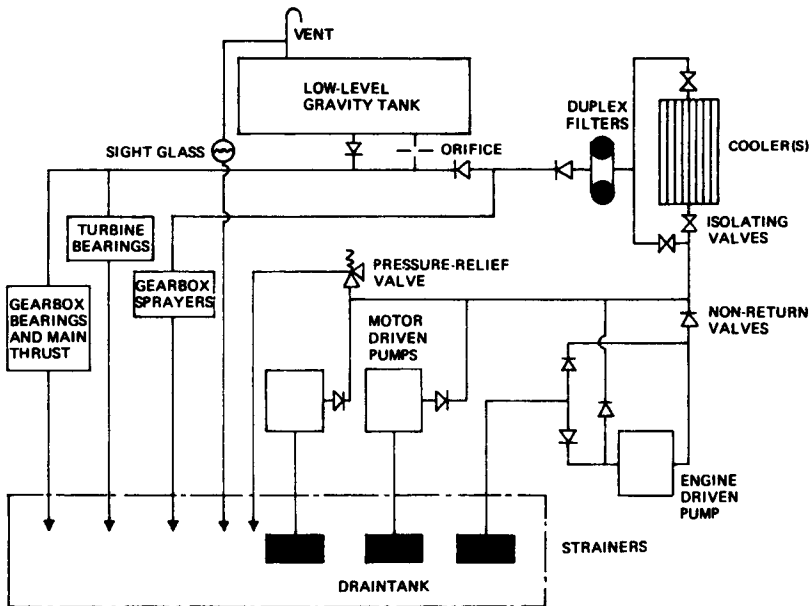 VENT
LOW-LEVEL
GRAVITY TANK
DUPLEX
FILTERS
COOLER(S)
SIGHT GLASS
ORIFICE
ISOLATING
VALVES
TURBINE
BEARINGS
GEARBOX
SPRAYERS
PRESSURE-RELIEF
VALVE
GEARBOX
BEARINGS
AND MAIN
THRUST
MOTOR
DRIVEN
PUMPS
NON-RETURN
VALVES
ENGINE
DRIVEN
PUMP
STRAINERS
DRAINTANK